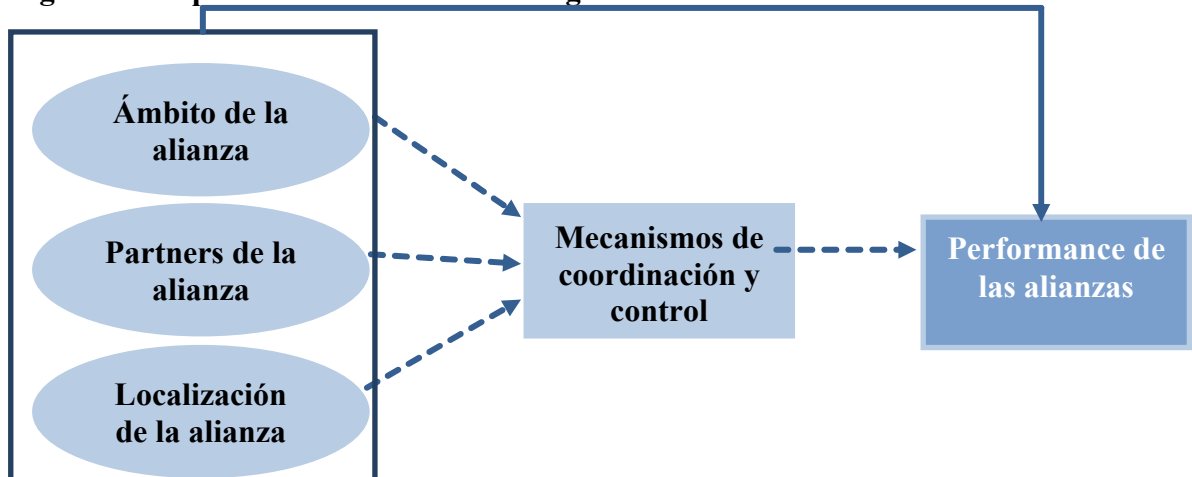 Ámbito de la
alianza
Partners de la
alianza
Localización
de la alianza
Mecanismos de
coordinación y
control
Performance de
las alianzas